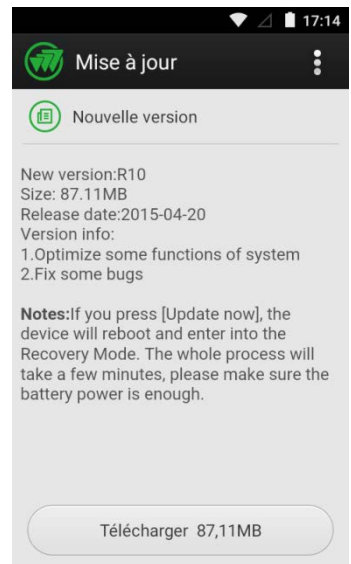 17:14
Mise à jour
Nouvelle version
New version:R10
Size: 87.11MB
Release date:2015-04-20
Version info:
1.Optimize some functions of system
2.Fix some bugs
Notes:If you press [Update now], the
device will reboot and enter into the
Recovery Mode. The whole process will
take a few minutes, please make sure the
battery power is enough.
Télécharger 87,11MB